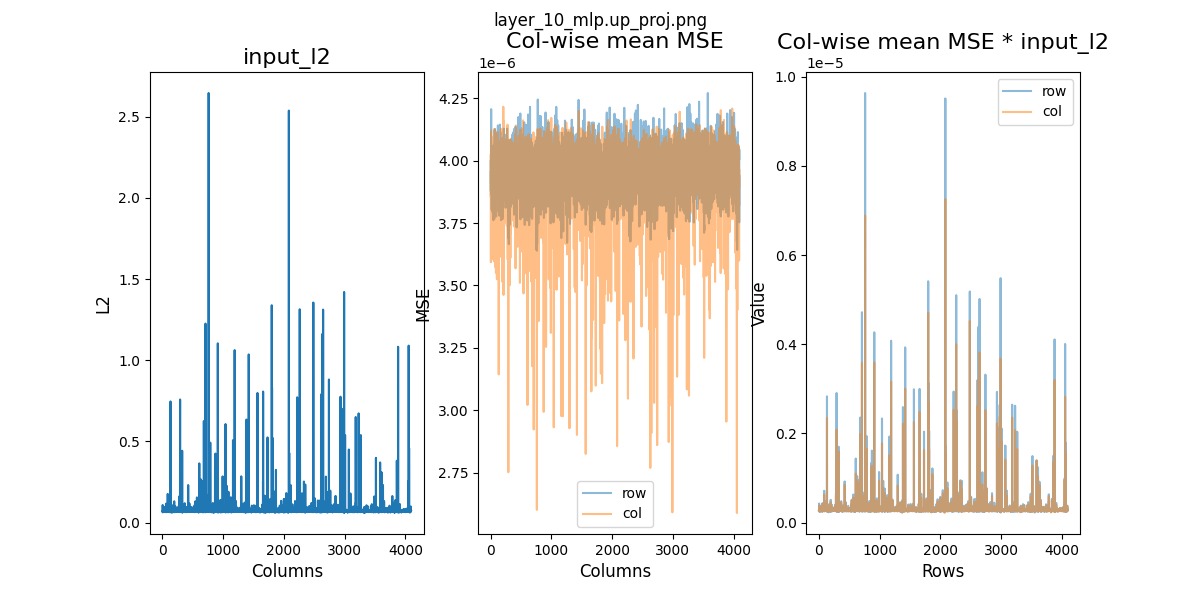 layer_10_mlp.up_proj.png
input_l2
L2
2.5
2.0
1.5
1.0
0.5
0.0
0 1000 2000 3000 4000
Columns
Col-wise mean MSE
1e−6
MSE
4.25
4.00
3.75
3.50
3.25
3.00
2.75
row
col
0 1000 2000 3000 4000
Columns
Col-wise mean MSE * input_l2
1e−5
Value
1.0
0.8
0.6
0.4
0.2
0.0
row
col
0 1000 2000 3000 4000
Rows